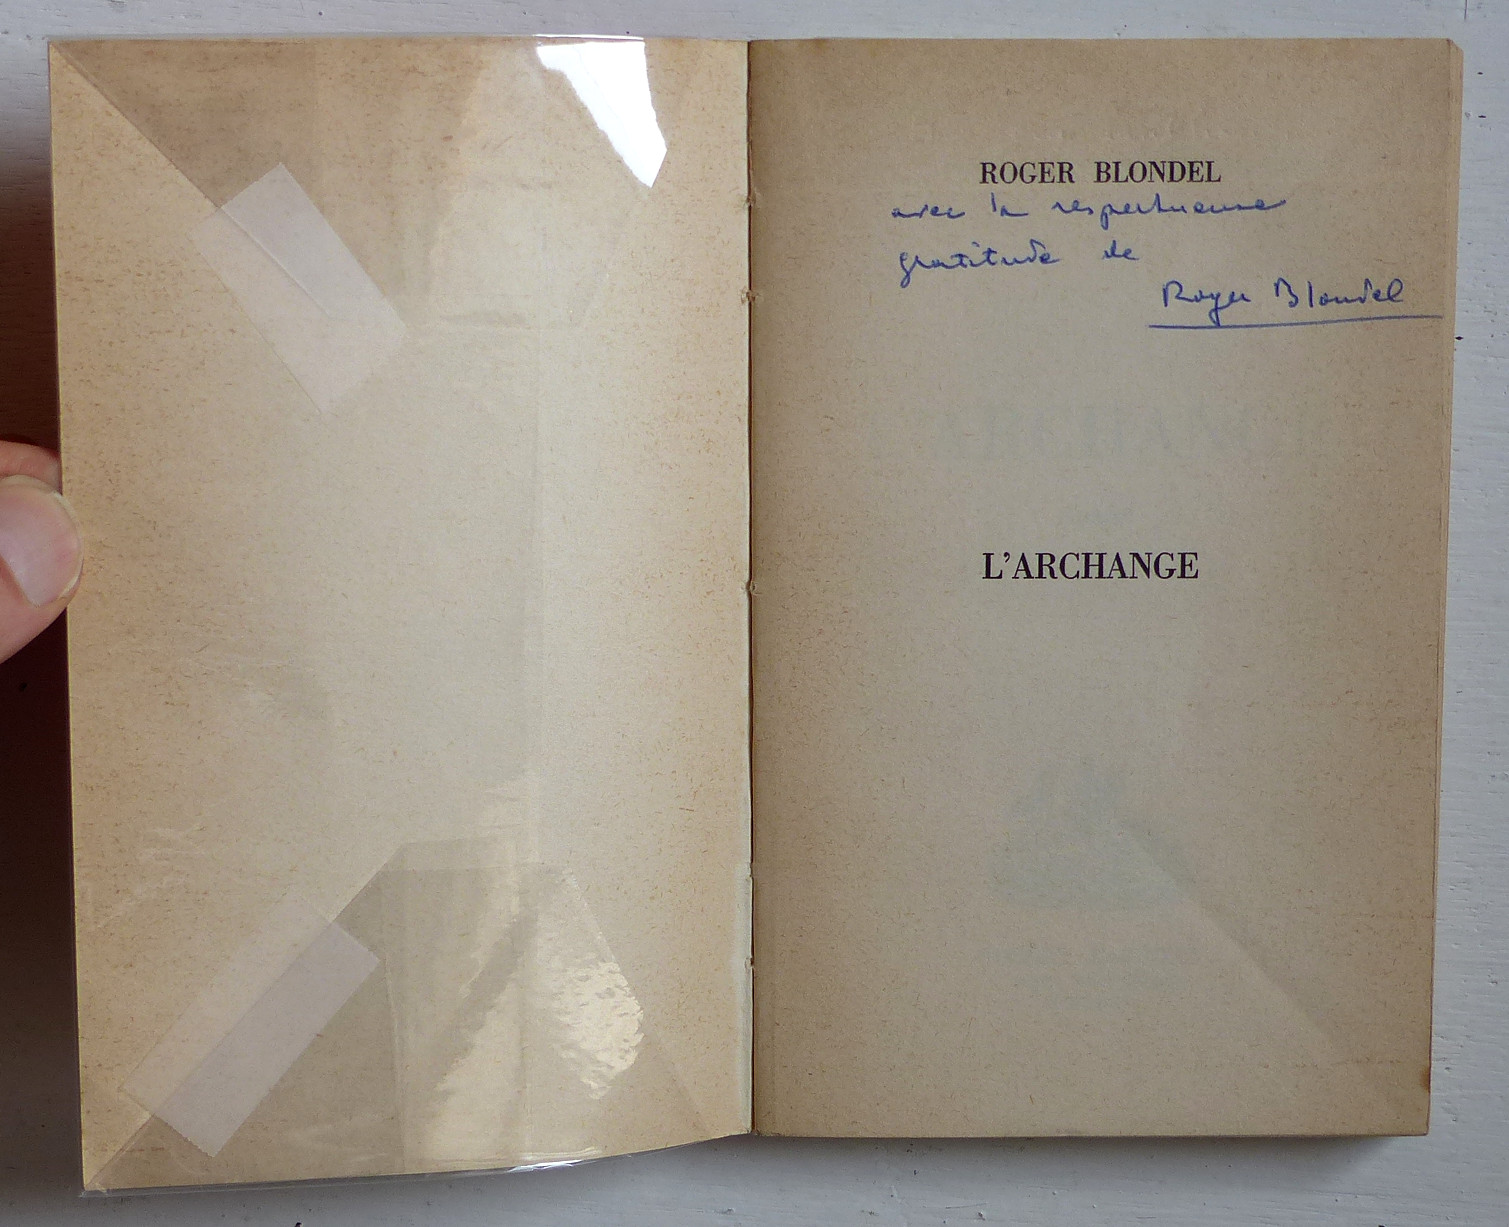 ROGER BLONDEL
avec la respectueuse
gratitude de
Roger Blondel
L'ARCHANGE